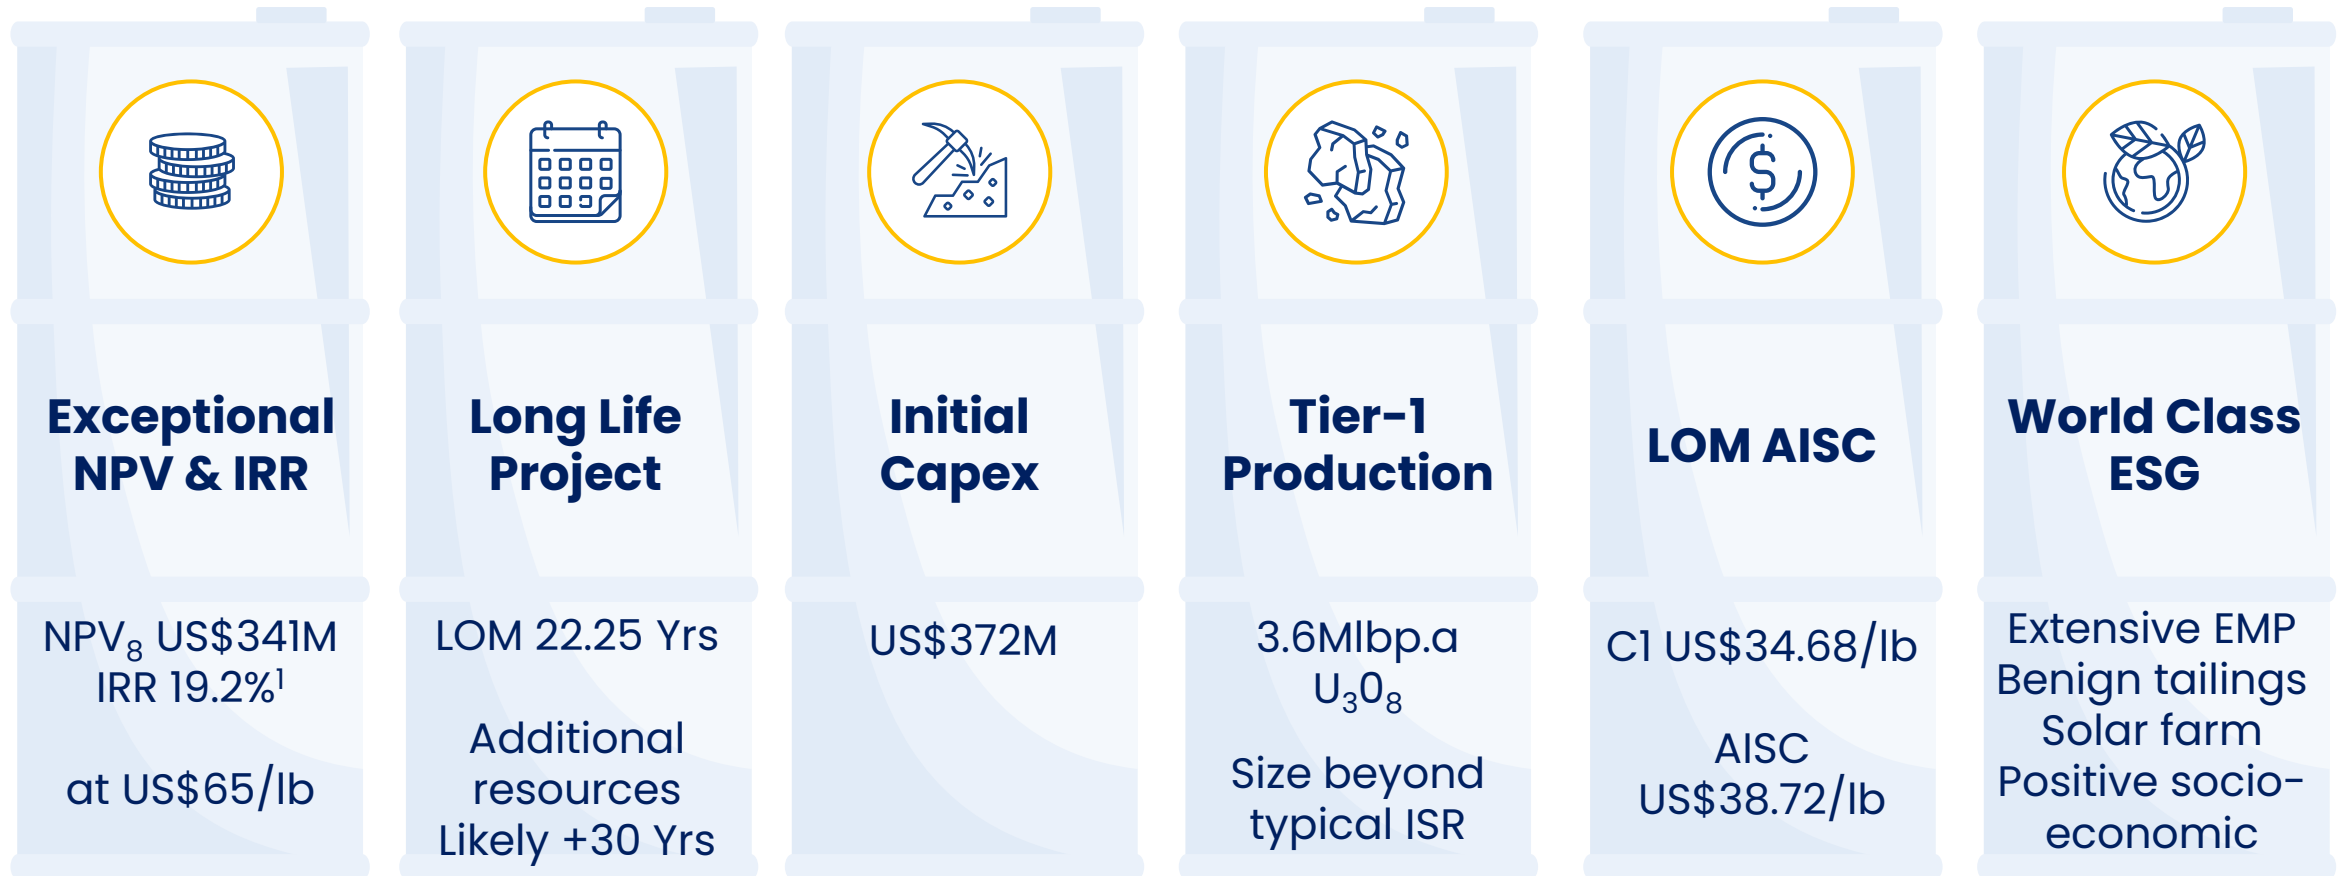 Exceptional
NPV & IRR
NPV₈ US$341M
IRR 19.2%¹
at US$65/lb
Long Life
Project
LOM 22.25 Yrs
Additional
resources
Likely +30 Yrs
Initial
Capex
US$372M
Tier-1
Production
3.6Mlbp.a
U₃0₈
Size beyond
typical ISR
LOM AISC
C1 US$34.68/lb
AISC
US$38.72/lb
World Class
ESG
Extensive EMP
Benign tailings
Solar farm
Positive socio-
economic